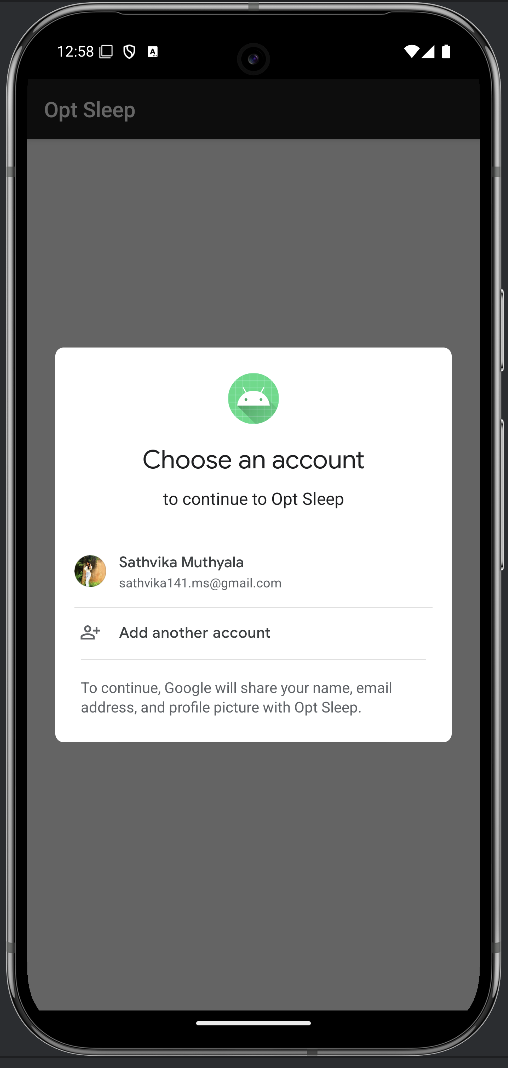 12:58
A
Opt Sleep
Choose an account
to continue to Opt Sleep
Sathvika Muthyala
sathvika141.ms@gmail.com
Add another account
To continue, Google will share your name, email
address, and profile picture with Opt Sleep.